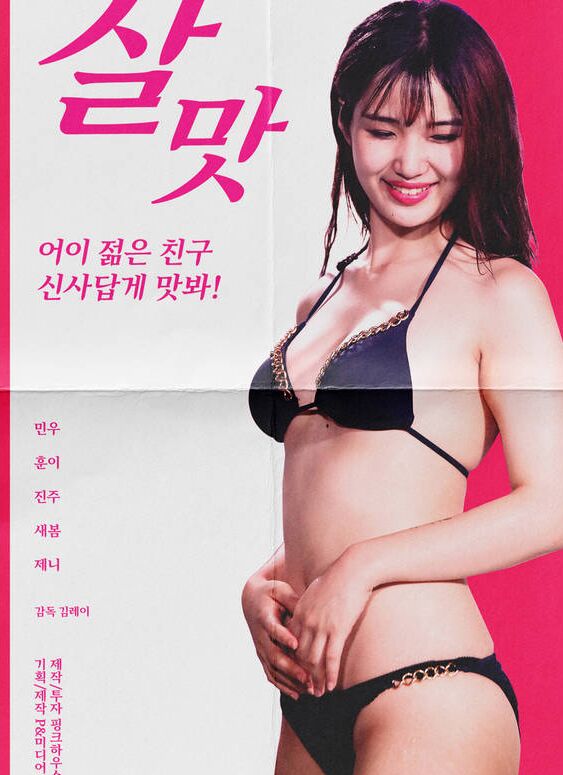 살
맛
어이 젊은 친구
신사답게 맛봐!
민우
훈이
진주
새봄
제니
감독 김레이
제작/투자 핑크하우스
기획/제작 P&미디어